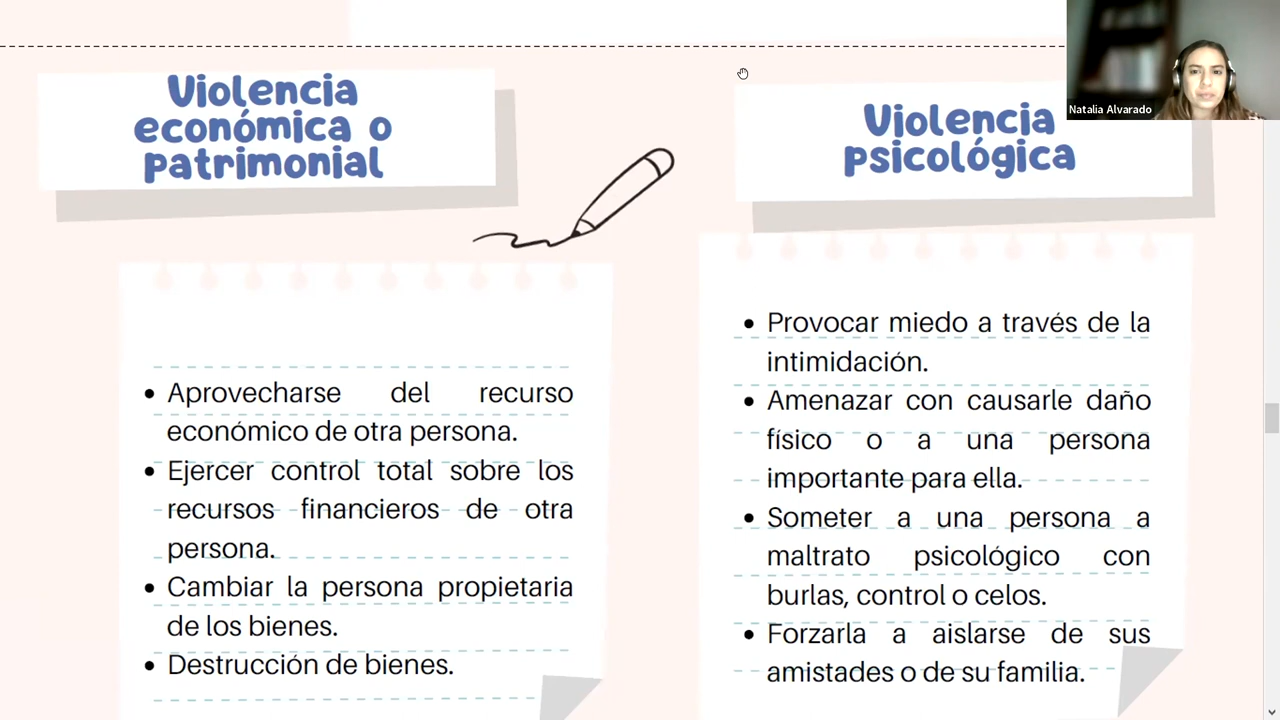 Violencia
económica o
patrimonial
Aprovecharse del recurso
económico de otra persona.
Ejercer control total sobre los
recursos financieros de otra
persona.
Cambiar la persona propietaria
de los bienes.
Destrucción de bienes.
Violencia
psicológica
Provocar miedo a través de la
intimidación.
Amenazar con causarle daño
físico o a una persona
importante para ella.
Someter a una persona a
maltrato psicológico con
burlas, control o celos.
Forzarla a aislarse de sus
amistades o de su familia.
Natalia Alvarado